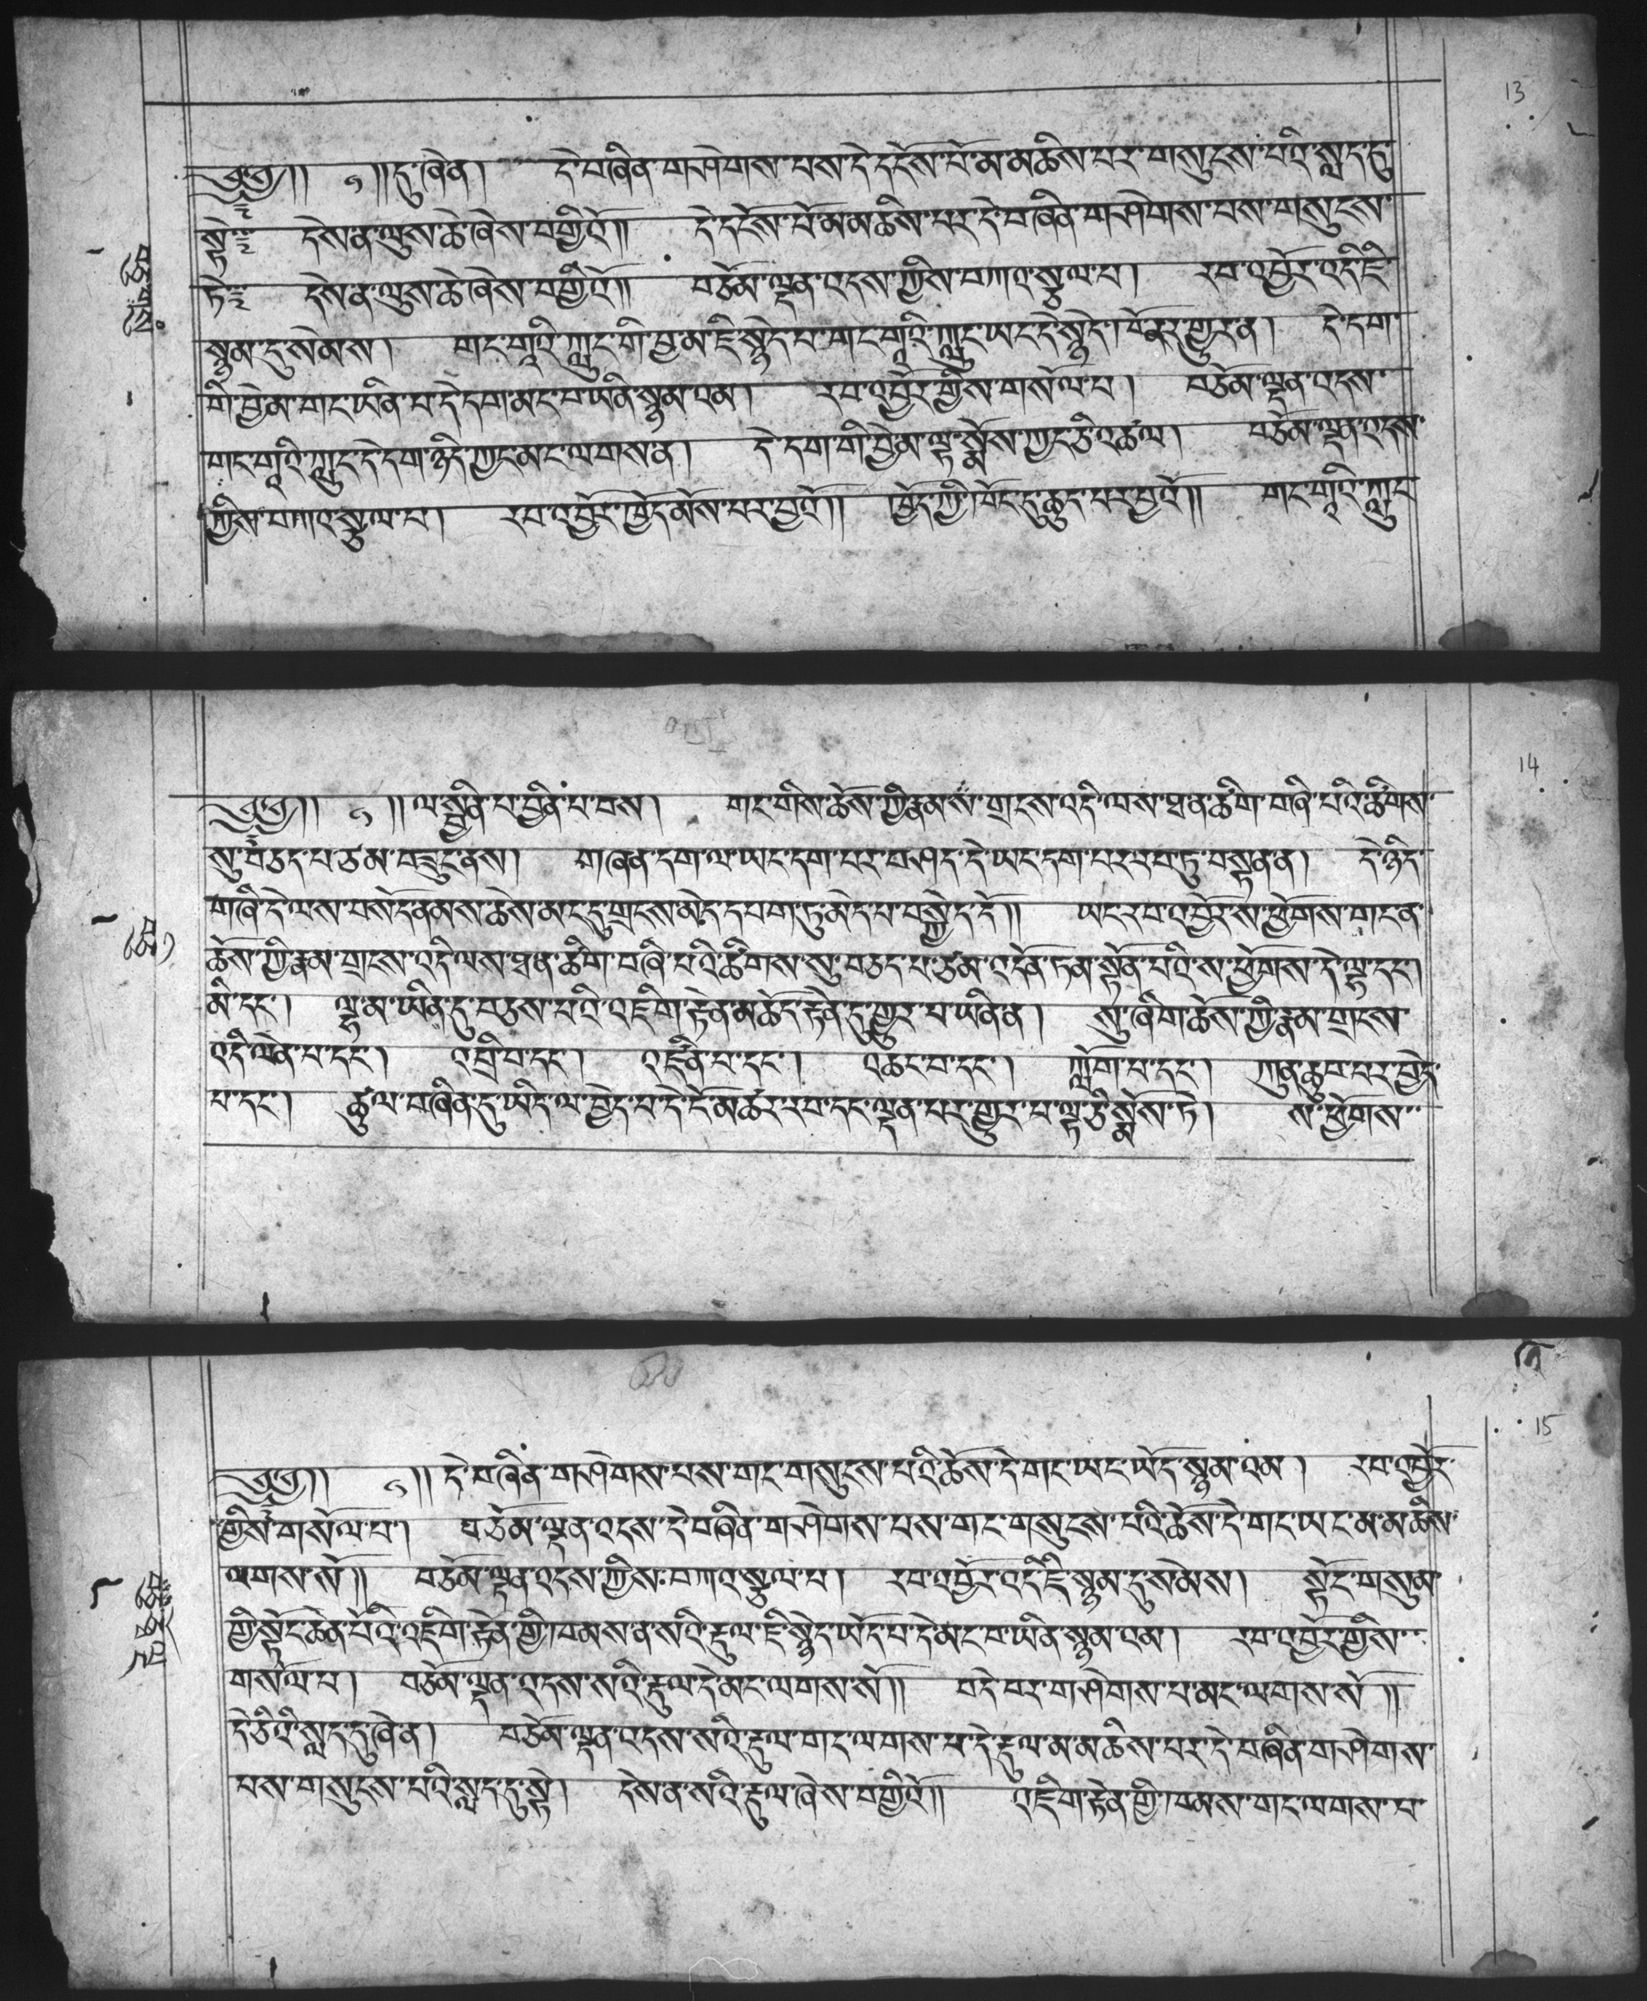 13
༄༅།། ༑ །།དུ་ཞེན། དེ་བཞིན་གཤེགས་པས་དེ་དངོས་པོ་མ་མཆིས་པར་གསུངས་པའི་སླད་དུ་
སྟེ༔ དེས་ན་ལུས་ཆེ་ཞེས་བགྱིའོ།། དེ་དངོས་པོ་མ་མཆིས་པར་དེ་བཞིན་གཤེགས་པས་གསུངས་
ཏེ༔ དེས་ན་ལུས་ཆེ་ཞེས་བགྱིའོ།། བཅོམ་ལྡན་འདས་ཀྱིས་བཀའ་སྩལ་པ། རབ་འབྱོར་འདི་ཇི་
སྙམ་དུ་སེམས། གང་གཱའི་ཀླུང་གི་བྱེ་མ་ཇི་སྙེད་པ་གང་གཱའི་ཀླུང་ཡང་དེ་སྙེད་ཁོ་ནར་གྱུར་ན། དེ་དག་
གི་བྱེ་མ་གང་ཡིན་པ་དེ་དག་མང་བ་ཡིན་སྙམ་འམ། རབ་འབྱོར་གྱིས་གསོལ་པ། བཅོམ་ལྡན་འདས་
གང་གཱའི་ཀླུང་དེ་དག་ཉིད་ཀྱང་མང་ལགས་ན། དེ་དག་གི་བྱེ་མ་ལྟ་སྨོས་ཀྱང་ཅི་འཚལ། བཅོམ་ལྡན་འདས་
ཀྱིས་བཀའ་སྩལ་པ། རབ་འབྱོར་ཁྱོད་མོས་པར་བྱའོ།། ཁྱོད་ཀྱི་ཁོང་དུ་ཆུད་པར་བྱའོ།། གང་གཱའི་ཀླུང་
14
༄༅།། ༑ །།ལ་སྦྱིན་པ་བྱིན་པ་བས། གང་གིས་ཆོས་ཀྱི་རྣམས་གྲངས་འདི་ལས་ཐ་ན་ཚིག་བཞི་པའི་ཚིགས་
སུ་བཅད་པ་ཙམ་བཟུང་ནས། གཞན་དག་ལ་ཡང་དག་པར་བཤད་དེ་ཡང་དག་པར་རབ་ཏུ་བསྟན་ན། དེ་ཉིད་
གཞི་དེ་ལས་བསོད་ནམས་ཆེས་མང་དུ་གྲངས་མེད་དཔག་ཏུ་མེད་པ་བསྐྱེད་དོ།། ཡང་རབ་འབྱོར་ས་ཕྱོགས་གང་ན་
ཆོས་ཀྱི་རྣམ་གྲངས་འདི་ལས་ཐ་ན་ཚིག་བཞི་པའི་ཚིགས་སུ་བཅད་པ་ཙམ་འདོན་ཏམ་སྟོན་པའི་ས་ཕྱོགས་དེ་ལྷ་དང།
མི་དང། ལྷ་མ་ཡིན་དུ་བཅས་པའི་འཇིག་རྟེན་མཆོད་རྟེན་དུ་གྱུར་པ་ཡིན་ན། སུ་ཞིག་ཆོས་ཀྱི་རྣམ་གྲངས་
འདི་ལེན་པ་དང། འབྲི་བ་དང། འཛིན་པ་དང། འཆང་བ་དང། ཀློག་པ་དང། ཀུན་ཆུབ་པར་བྱེད་
པ་དང། ཚུལ་བཞིན་དུ་ཡིད་ལ་བྱེད་པ་དེ་ངོ་མཚར་རབ་དང་ལྡན་པར་གྱུར་པ་ལྟ་ཅི་སྨོས་ཏེ། ས་ཕྱོགས་
15
༄༅།། ༑ །།དེ་བཞིན་གཤེགས་པས་གང་གསུངས་པའི་ཆོས་དེ་གང་ཡང་ཡོད་སྙམ་འམ། རབ་འབྱོར་
གྱིས་གསོལ་པ། བཅོམ་ལྡན་འདས་དེ་བཞིན་གཤེགས་པས་གང་གསུངས་པའི་ཆོས་དེ་གང་ཡང་མ་མཆིས་
ལགས་སོ།། བཅོམ་ལྡན་འདས་ཀྱིས་བཀའ་སྩལ་པ། རབ་འབྱོར་འདི་ཇི་སྙམ་དུ་སེམས། སྟོང་གསུམ་
གྱི་སྟོང་ཆེན་པོའི་འཇིག་རྟེན་གྱི་ཁམས་ན་སའི་རྡུལ་ཇི་སྙེད་ཡོད་པ་དེ་མང་བ་ཡིན་སྙམ་འམ། རབ་འབྱོར་གྱིས་
གསོལ་པ། བཅོམ་ལྡན་འདས་སའི་རྡུལ་དེ་མང་ལགས་སོ།། བདེ་བར་གཤེགས་པ་མང་ལགས་སོ།།
དེ་ཅིའི་སླད་དུ་ཞེ་ན། བཅོམ་ལྡན་འདས་སའི་རྡུལ་གང་ལགས་པ་དེ་རྡུལ་མ་མཆིས་པར་དེ་བཞིན་གཤེགས་
པས་གསུངས་པའི་སླད་དུ་སྟེ། དེས་ན་སའི་རྡུལ་ཞེས་བགྱིའོ།། འཇིག་རྟེན་གྱི་ཁམས་གང་ལགས་པ་